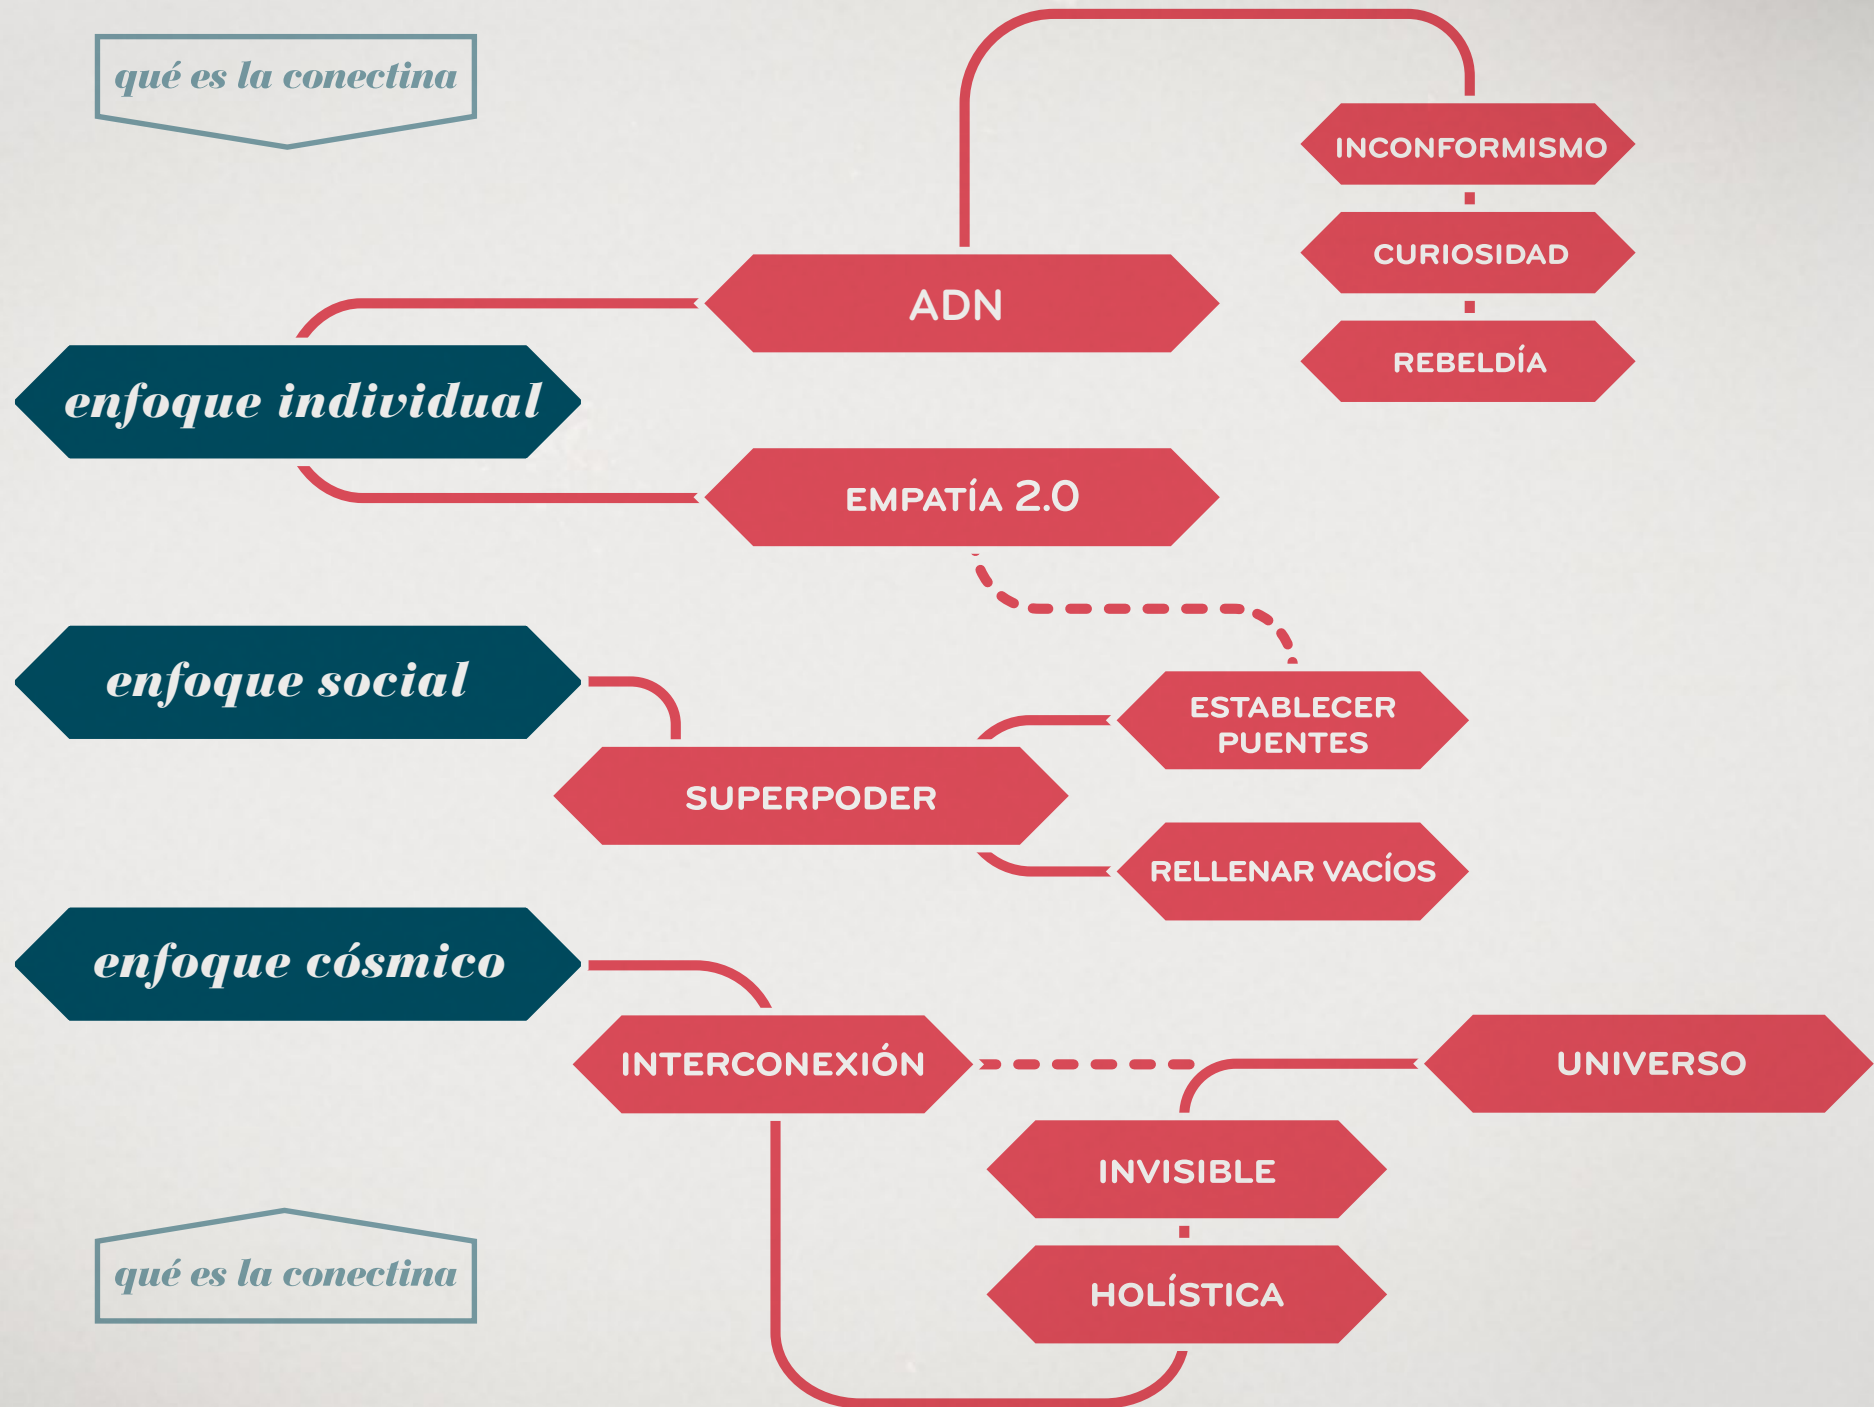 qué es la conectina
INCONFORMISMO
CURIOSIDAD
REBELDÍA
ADN
enfoque individual
EMPATÍA 2.0
enfoque social
ESTABLECER
PUENTES
SUPERPODER
RELLENAR VACÍOS
enfoque cósmico
INTERCONEXIÓN
UNIVERSO
INVISIBLE
HOLÍSTICA
qué es la conectina